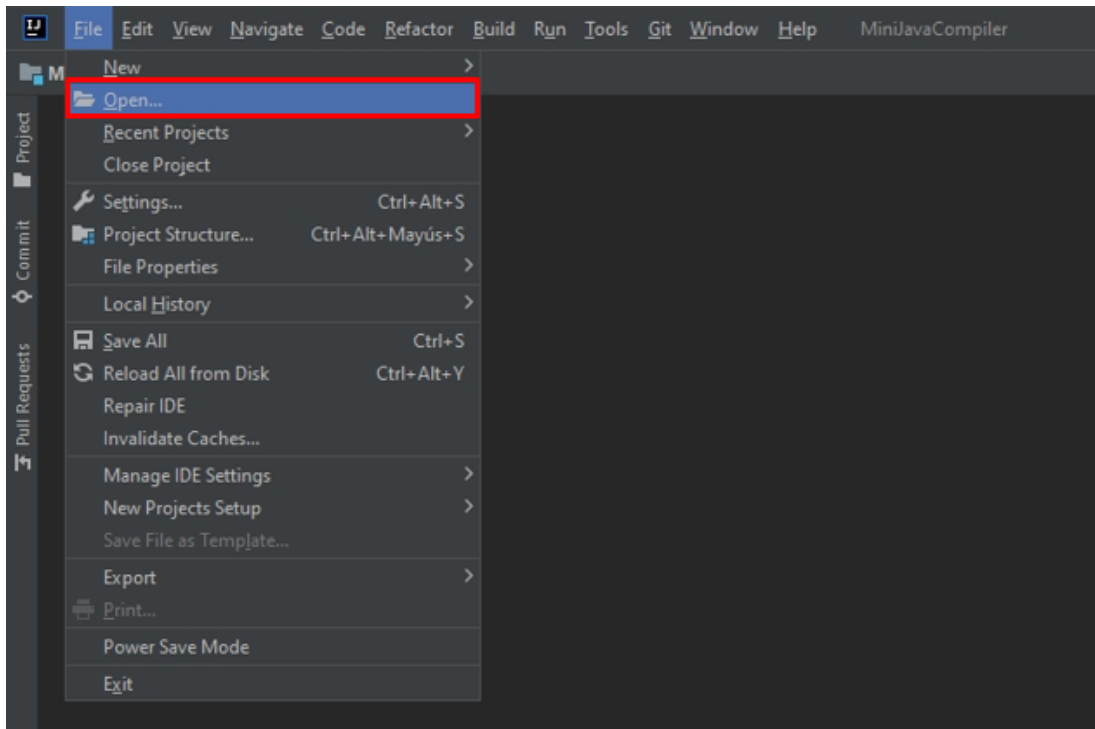 IJ File Edit View Navigate Code Refactor Build Run Tools Git Window Help MiniJavaCompiler
M
New
Open...
Recent Projects
Close Project
Settings... Ctrl+Alt+S
Project Structure... Ctrl+Alt+Mayús+S
File Properties
Local History
Save All Ctrl+S
Reload All from Disk Ctrl+Alt+Y
Repair IDE
Invalidate Caches...
Manage IDE Settings
New Projects Setup
Save File as Template...
Export
Print...
Power Save Mode
Exit
Project
Commit
Pull Requests